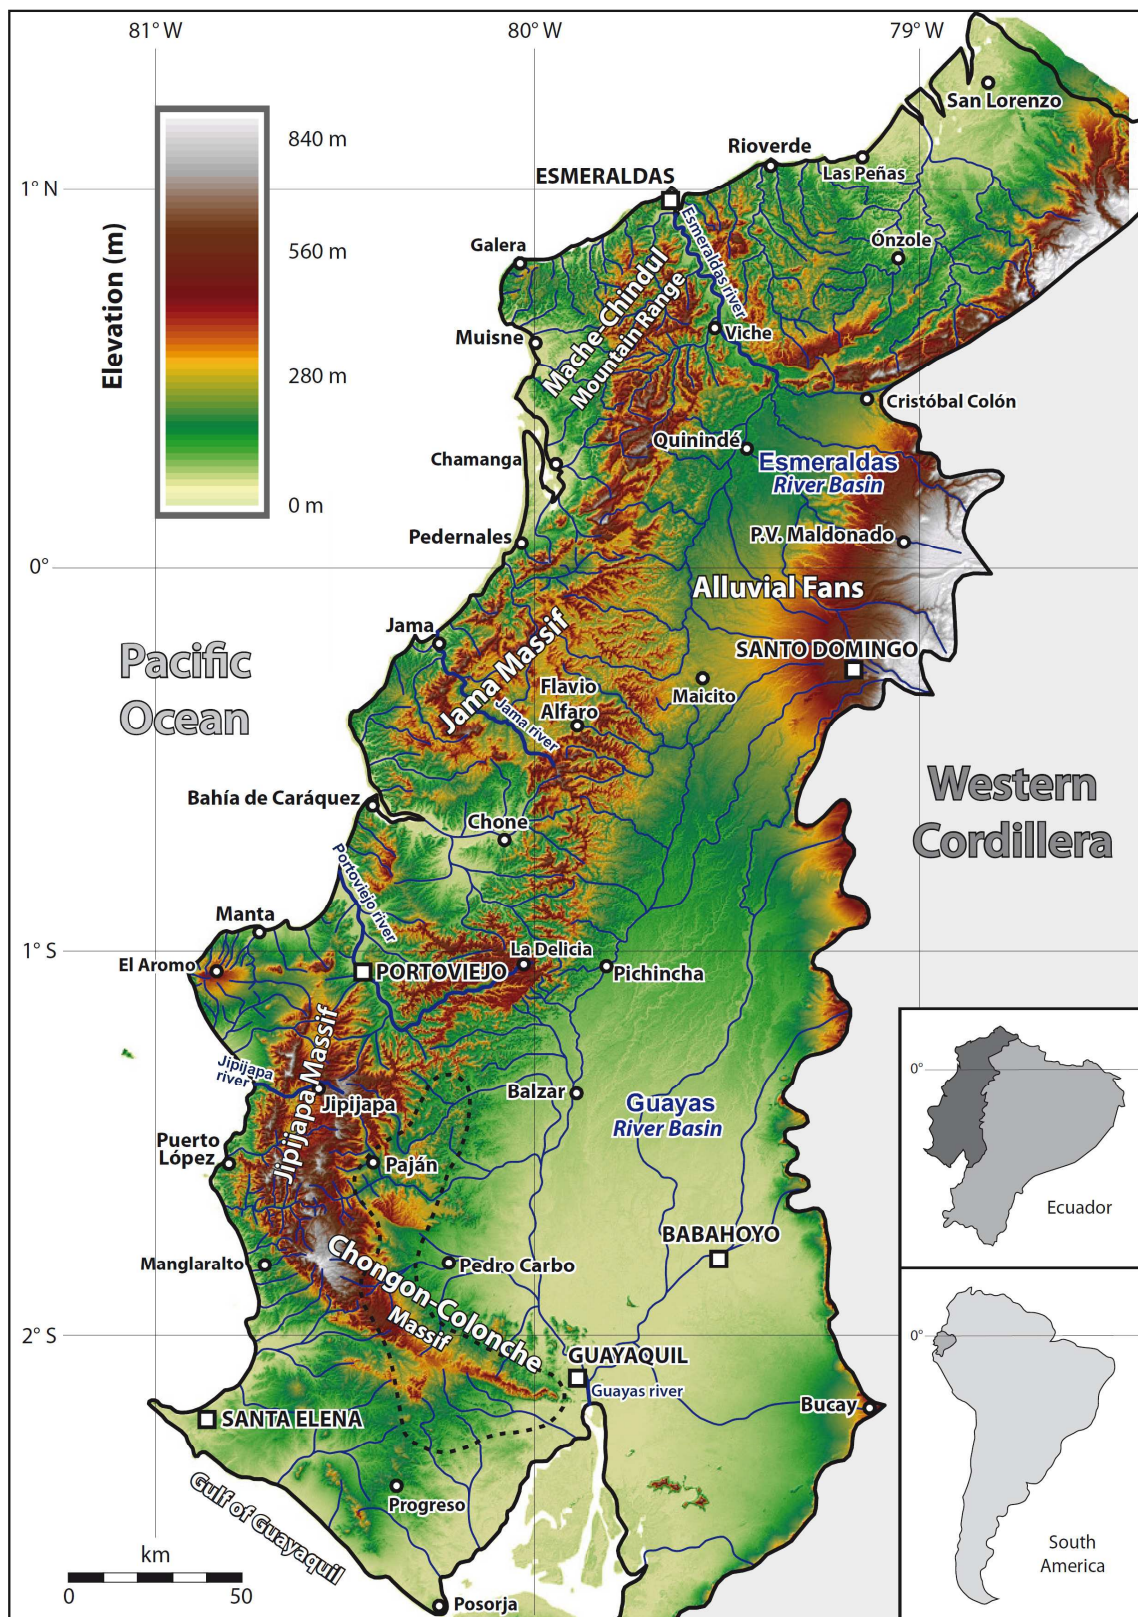 81° W
80° W
79° W
840 m
560 m
280 m
0 m
Elevation (m)
San Lorenzo
Rioverde
Las Peñas
1° N
ESMERALDAS
Esmeraldas river
Ónzole
Galera
Mache-Chindul
Mountain Range
Viche
Muisne
Cristóbal Colón
Quinindé
Esmeraldas
River Basin
Chamanga
Pedernales
P.V. Maldonado
0°
Alluvial Fans
Jama
SANTO DOMINGO
Pacific
Ocean
Jama Massif
Flavio
Alfaro
Maicito
Jama river
Western
Cordillera
Bahía de Caráquez
Chone
Portoviejo river
Manta
La Delicia
1° S
El Aromo
PORTOVIEJO
Pichincha
Jipijapa Massif
Jipijapa
river
Jipijapa
Balzar
Guayas
River Basin
Puerto
López
Paján
BABAHOYO
Manglaralto
Chongon-Colonche
Massif
Pedro Carbo
2° S
GUAYAQUIL
Guayas river
Bucay
SANTA ELENA
Gulf of Guayaquil
Progreso
km
0
50
Posorja
0°
Ecuador
0°
South
America